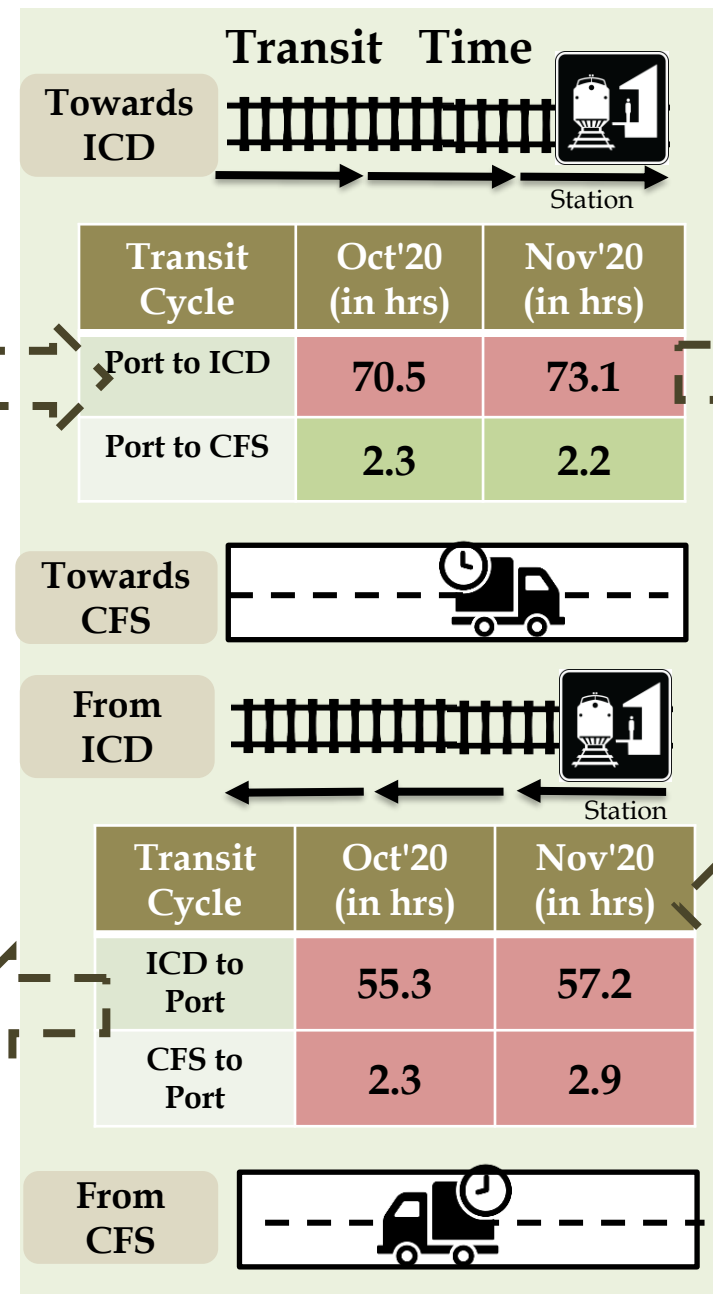 Transit Time
Towards
ICD
Station
Transit
Cycle
Oct'20
(in hrs)
Nov'20
(in hrs)
Port to ICD
70.5
73.1
Port to CFS
2.3
2.2
Towards
CFS
From
ICD
Station
Transit
Cycle
Oct'20
(in hrs)
Nov'20
(in hrs)
ICD to
Port
55.3
57.2
CFS to
Port
2.3
2.9
From
CFS